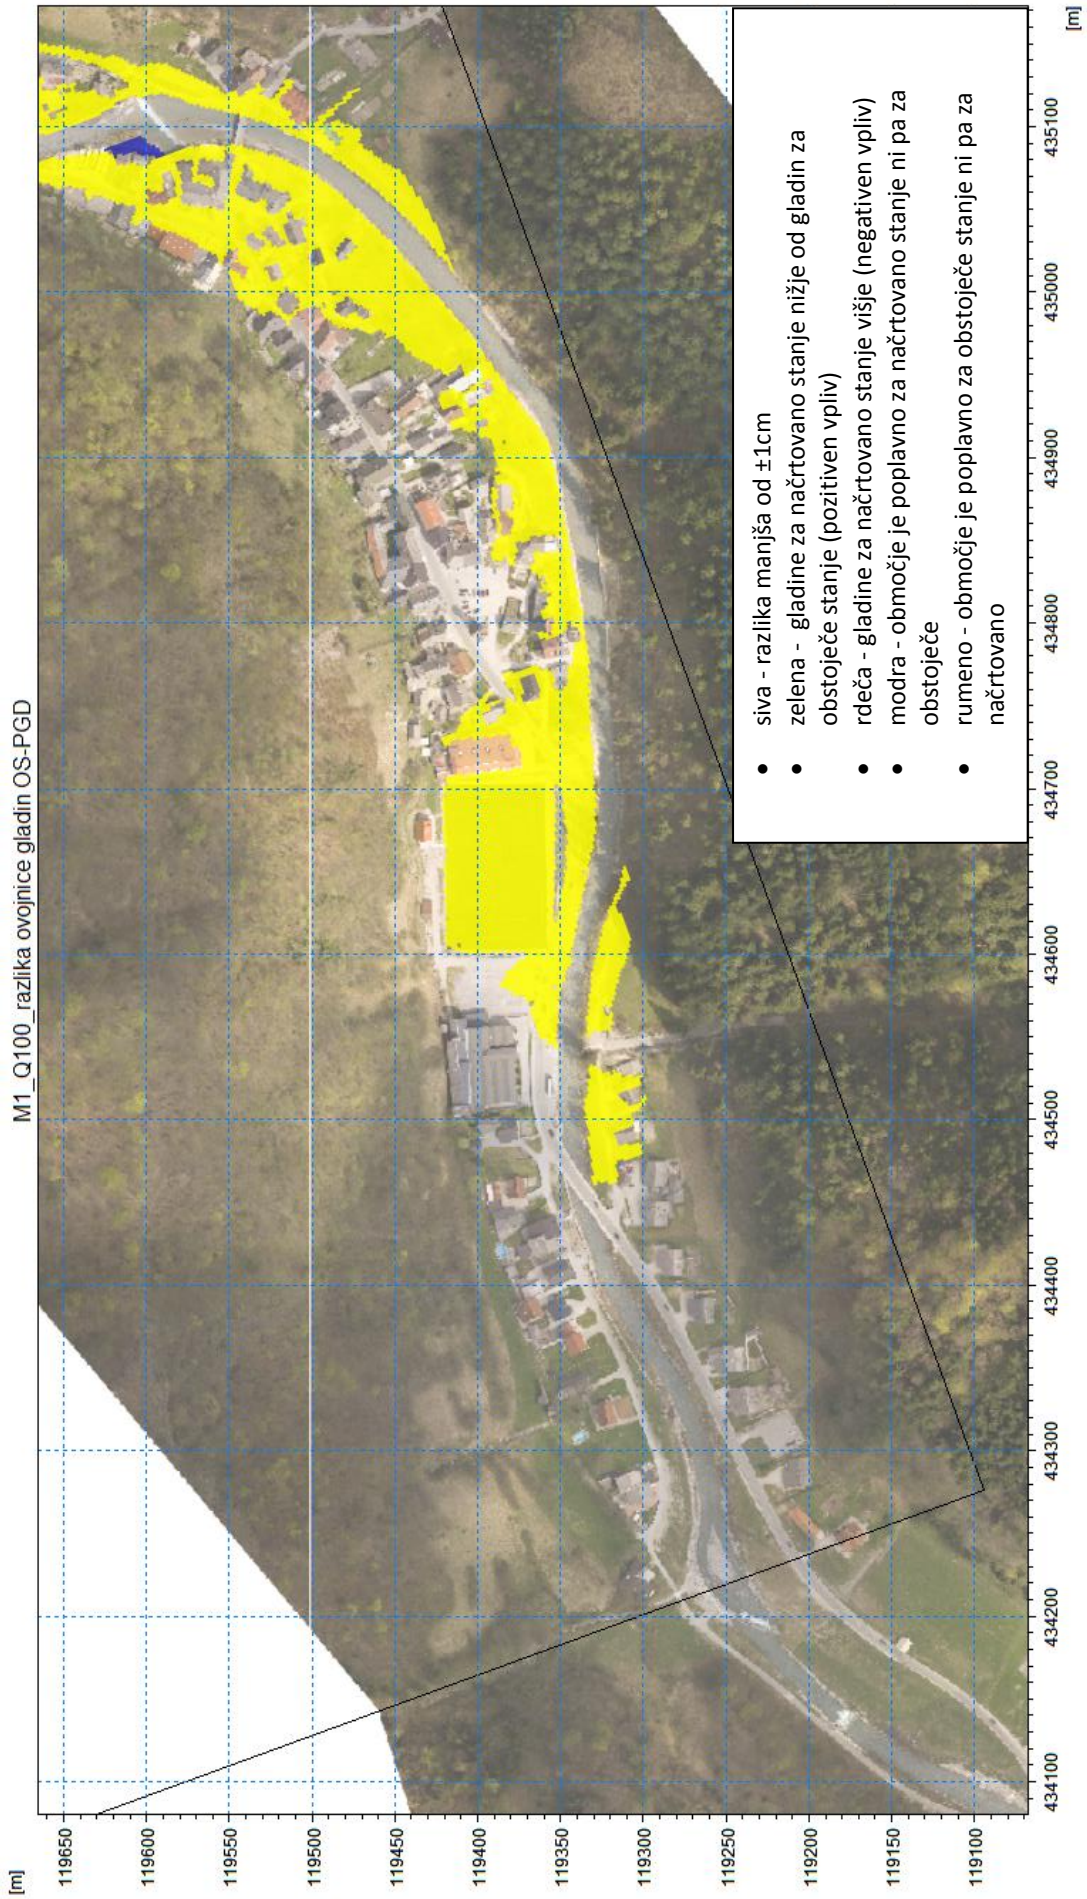 M1_Q100_razlika ovojnice gladin OS-PGD
[m]
119650
119600
119550
119500
119450
119400
119350
119300
119250
119200
119150
119100
434100
434200
434300
434400
434500
434600
434700
434800
434900
435000
435100
[m]
• siva - razlika manjša od ±1cm
• zelena - gladine za načrtovano stanje nižje od gladin za
obstoječe stanje (pozitiven vpliv)
• rdeča - gladine za načrtovano stanje višje (negativen vpliv)
• modra - območje je poplavno za načrtovano stanje ni pa za
obstoječe
• rumeno - območje je poplavno za obstoječe stanje ni pa za
načrtovano